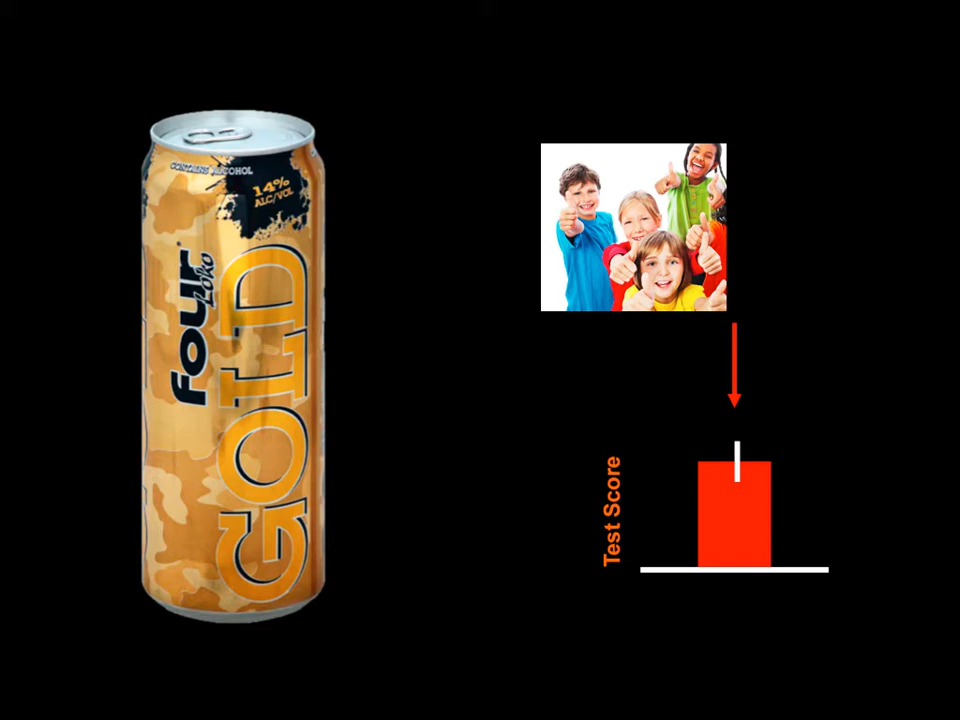 CONTAINS ALCOHOL
14%
ALC/VOL
four
Loko
GOLD
Test Score